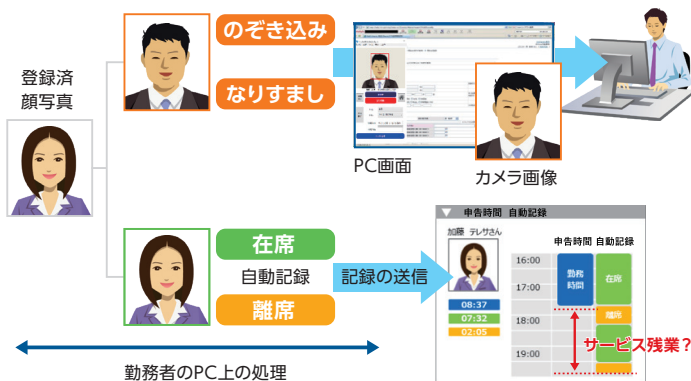 登録済
顔写真
のぞき込み
なりすまし
PC画面
カメラ画像
在席
自動記録
離席
記録の送信
勤務者のPC上の処理
▼ 申告時間 自動記録
加藤 テレサさん
08:37
07:32
02:05
申告時間 自動記録
16:00
17:00
18:00
19:00
勤務
時間
在席
離席
サービス残業?